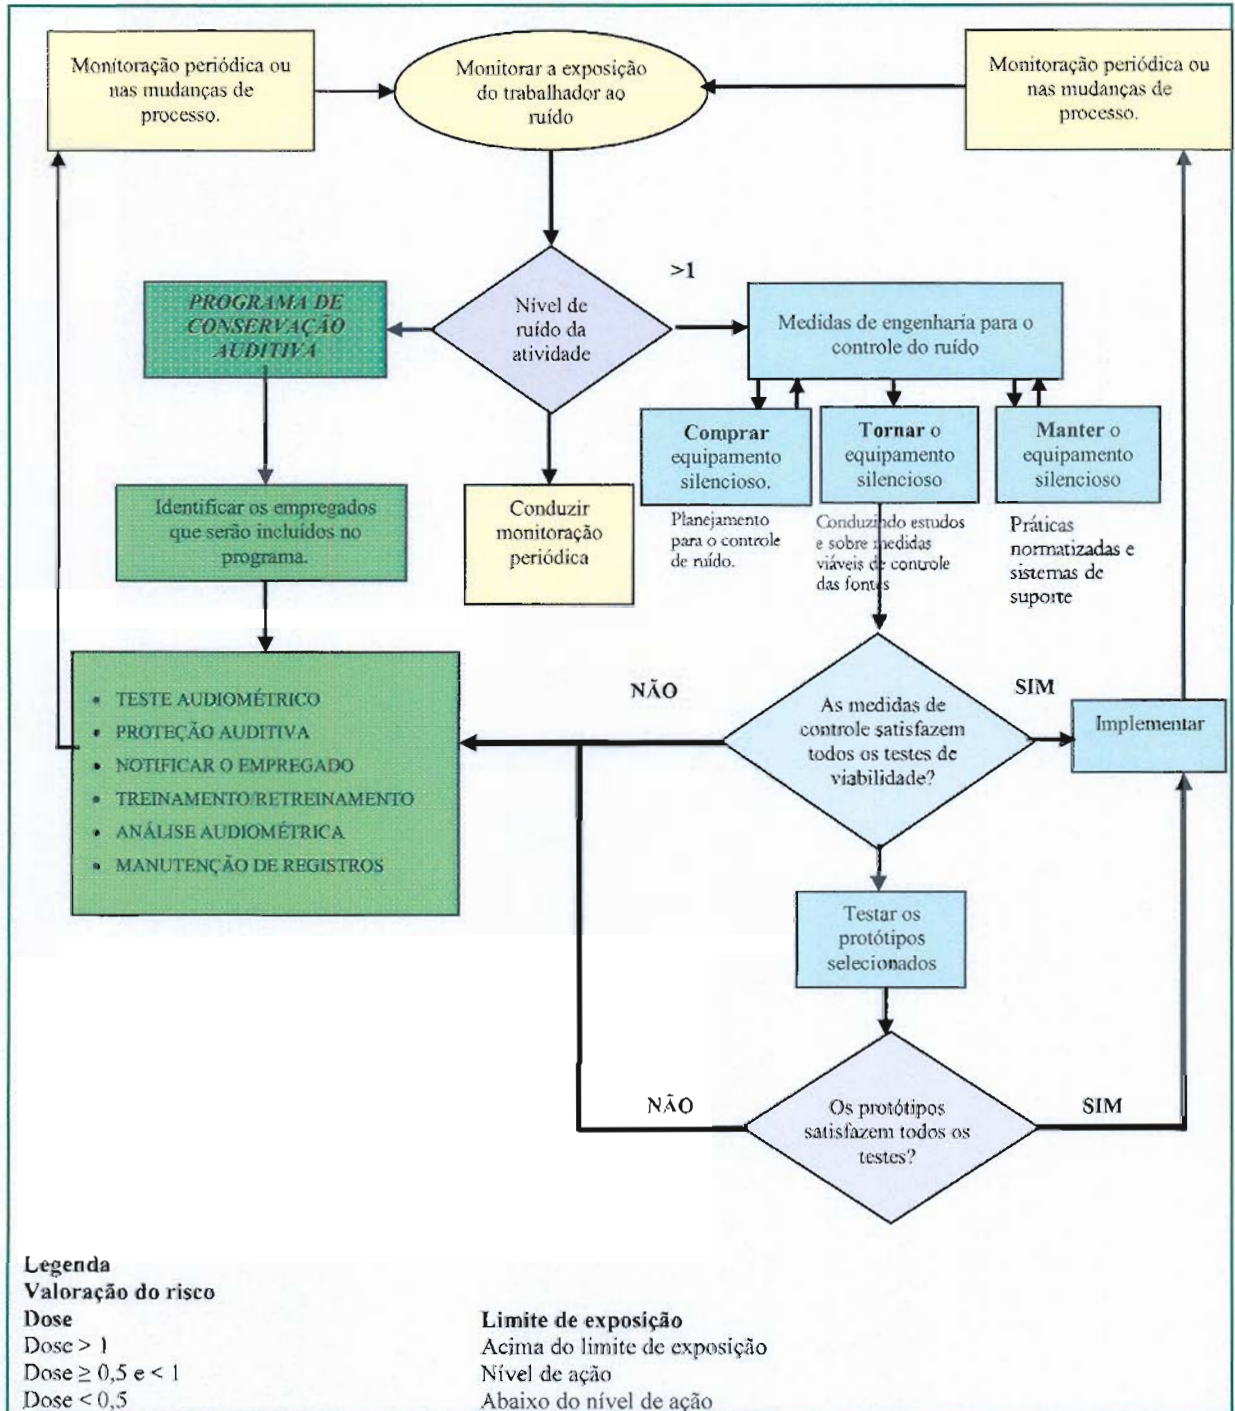 Monitoração periódica ou
nas mudanças de
processo.
Monitorar a exposição
do trabalhador ao
ruído
Monitoração periódica ou
nas mudanças de
processo.
>1
PROGRAMA DE
CONSERVAÇÃO
AUDITIVA
Nível de
ruído da
atividade
Medidas de engenharia para o
controle do ruído
Comprar
equipamento
silencioso.
Tornar o
equipamento
silencioso
Manter o
equipamento
silencioso
Identificar os empregados
que serão incluídos no
programa.
Conduzir
monitoração
periódica
Planejamento
para o controle
de ruído.
Conduzindo estudos
e sobre medidas
viáveis de controle
das fontes
Práticas
normatizadas e
sistemas de
suporte
• TESTE AUDIOMÉTRICO
• PROTEÇÃO AUDITIVA
• NOTIFICAR O EMPREGADO
• TREINAMENTO/RETREINAMENTO
• ANÁLISE AUDIOMÉTRICA
• MANUTENÇÃO DE REGISTROS
NÃO
As medidas de
controle satisfazem
todos os testes de
viabilidade?
SIM
Implementar
Testar os
protótipos
selecionados
NÃO
Os protótipos
satisfazem todos os
testes?
SIM
Legenda
Valoração do risco
Dose Limite de exposição
Dose > 1 Acima do limite de exposição
Dose ≥ 0,5 e < 1 Nível de ação
Dose < 0,5 Abaixo do nível de ação